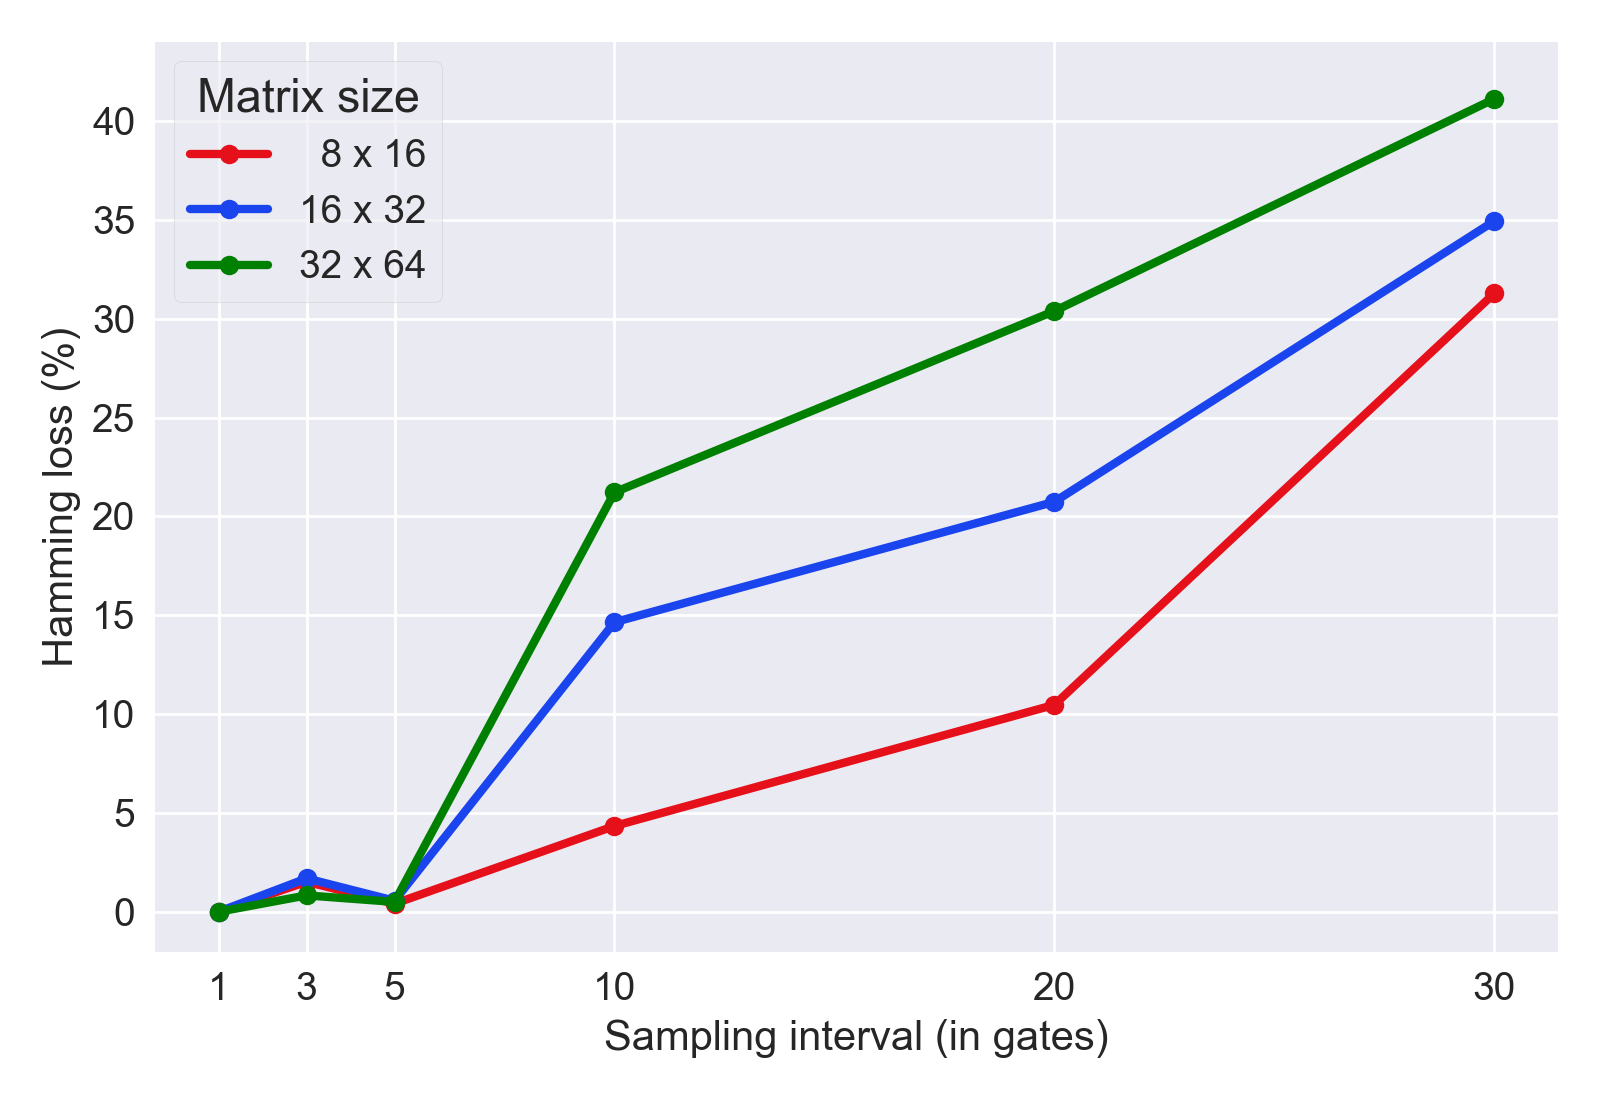 Matrix size
8 x 16
16 x 32
32 x 64
Hamming loss (%)
40
35
30
25
20
15
10
5
0
1 3 5 10 20 30
Sampling interval (in gates)